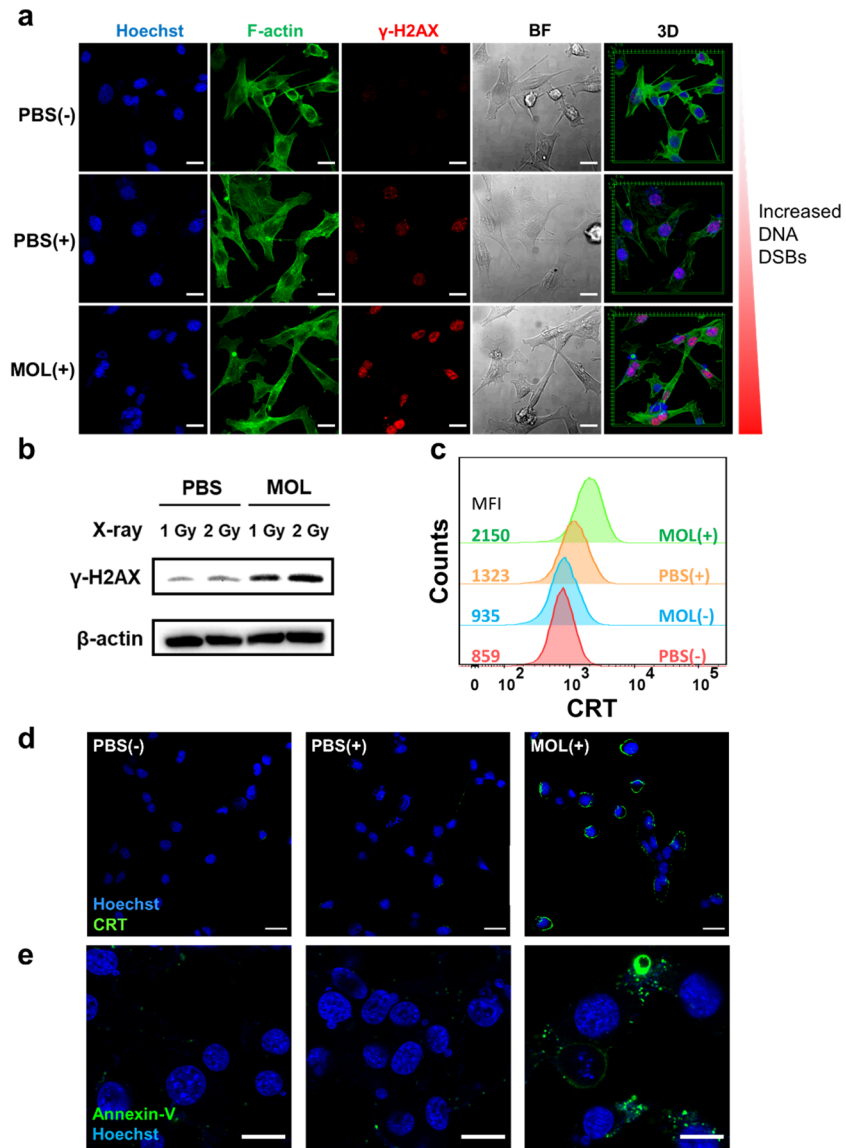 a
Hoechst F-actin γ-H2AX BF 3D
PBS(-)
PBS(+)
MOL(+)
Increased
DNA
DSBs
b
PBS MOL
X-ray 1 Gy 2 Gy 1 Gy 2 Gy
γ-H2AX
β-actin
c
Counts
MFI
2150 MOL(+)
1323 PBS(+)
935 MOL(-)
859 PBS(-)
0 10² 10³ 10⁴ 10⁵
CRT
d
PBS(-) PBS(+) MOL(+)
Hoechst
CRT
e
Annexin-V
Hoechst